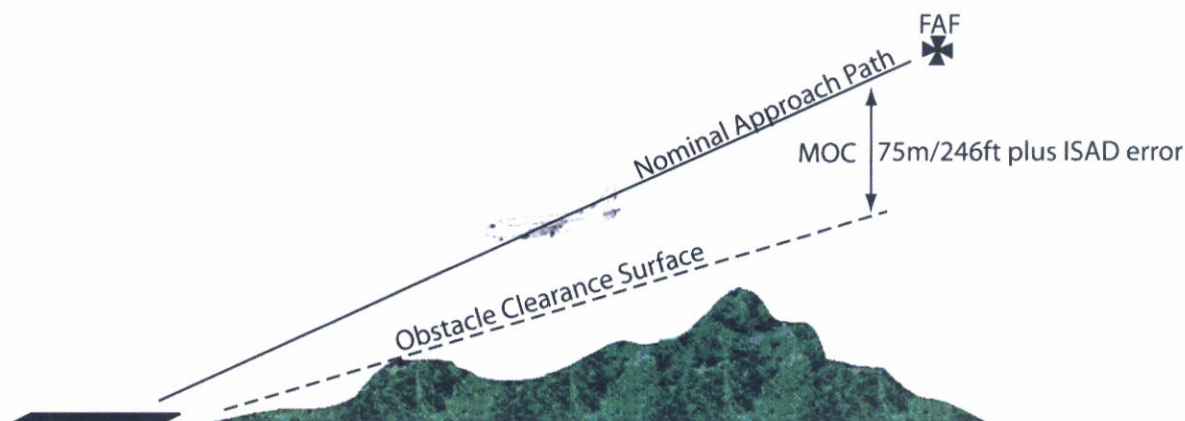 FAF
Nominal Approach Path
MOC 75m/246ft plus ISAD error
Obstacle Clearance Surface